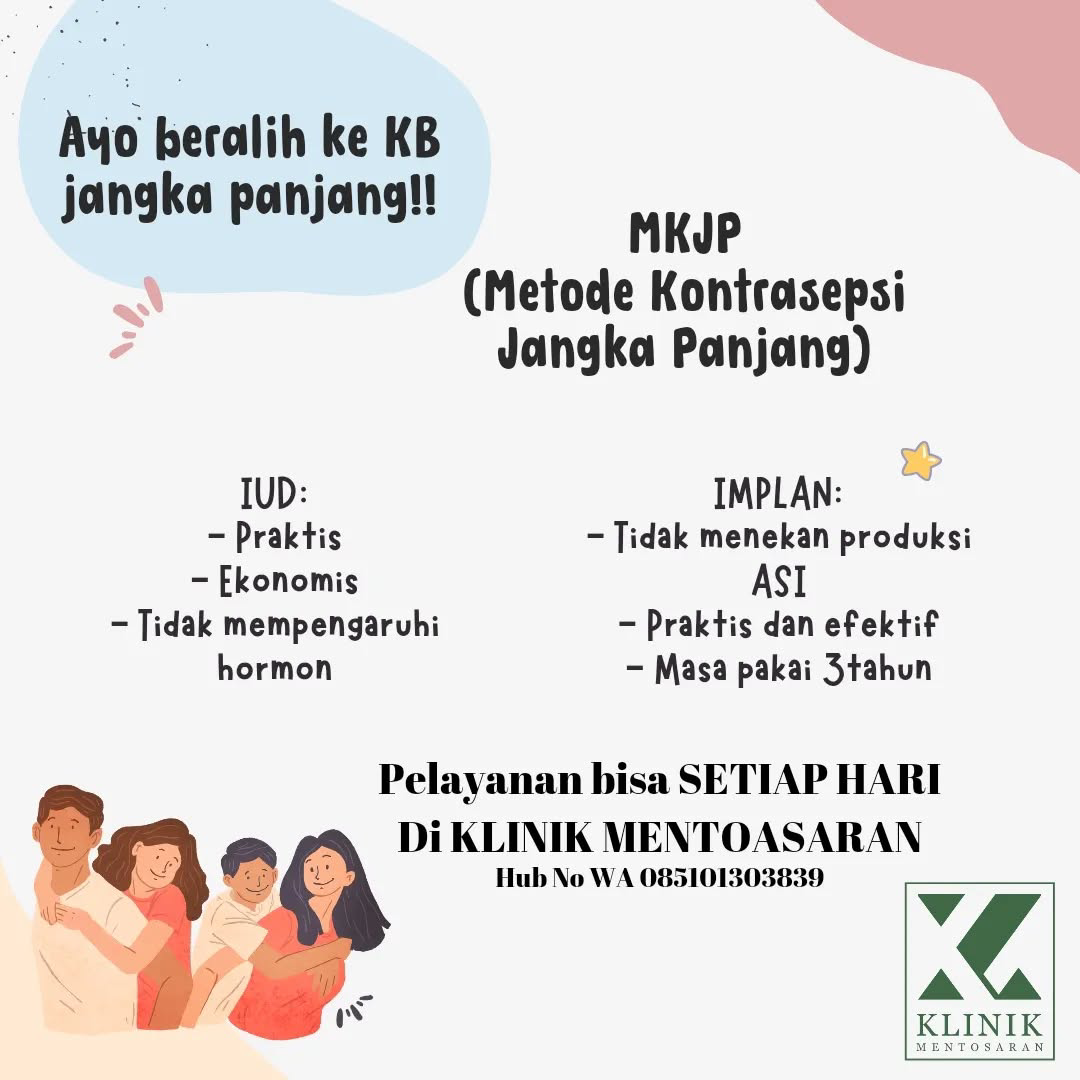 Ayo beralih ke KB
jangka panjang!!
MKJP
(Metode Kontrasepsi
Jangka Panjang)
IUD:
- Praktis
- Ekonomis
- Tidak mempengaruhi
hormon
IMPLAN:
- Tidak menekan produksi
ASI
- Praktis dan efektif
- Masa pakai 3tahun
Pelayanan bisa SETIAP HARI
Di KLINIK MENTOASARAN
Hub No WA 085101303839
KLINIK
MENTOSARAN